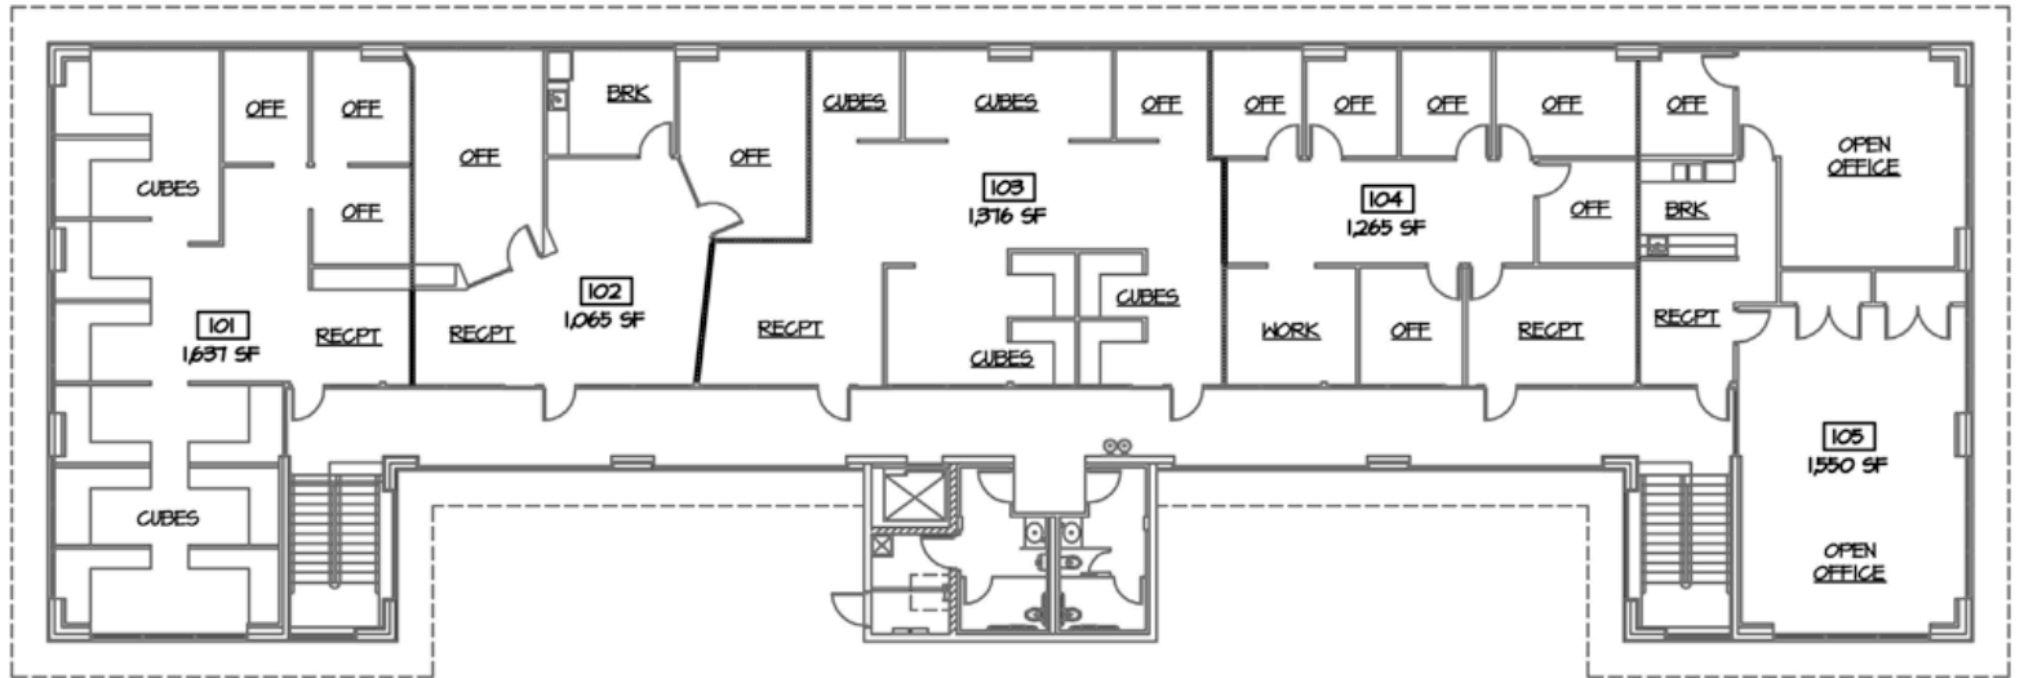 OFF
OFF
CUBES
OFF
101
1,637 SF
RECPT
CUBES
OFF
BRK
OFF
102
1,065 SF
RECPT
CUBES
CUBES
OFF
103
1,376 SF
RECPT
CUBES
CUBES
OFF
OFF
OFF
OFF
104
1,265 SF
OFF
WORK
OFF
RECPT
OFF
OPEN
OFFICE
BRK
RECPT
105
1,550 SF
OPEN
OFFICE